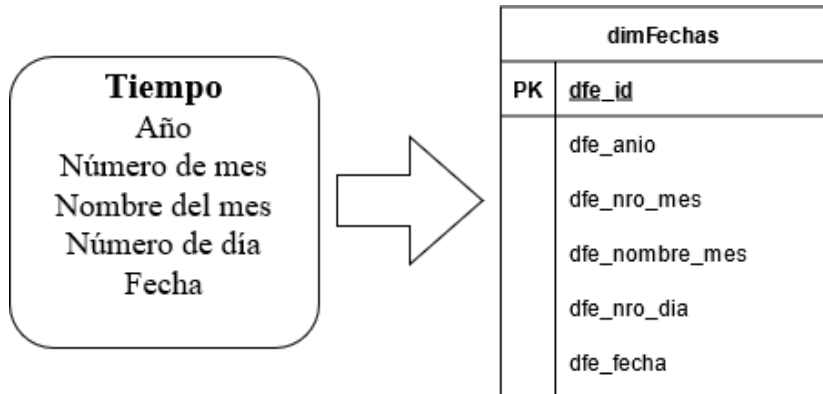 Tiempo
Año
Número de mes
Nombre del mes
Número de día
Fecha
dimFechas
PK dfe_id
dfe_anio
dfe_nro_mes
dfe_nombre_mes
dfe_nro_dia
dfe_fecha